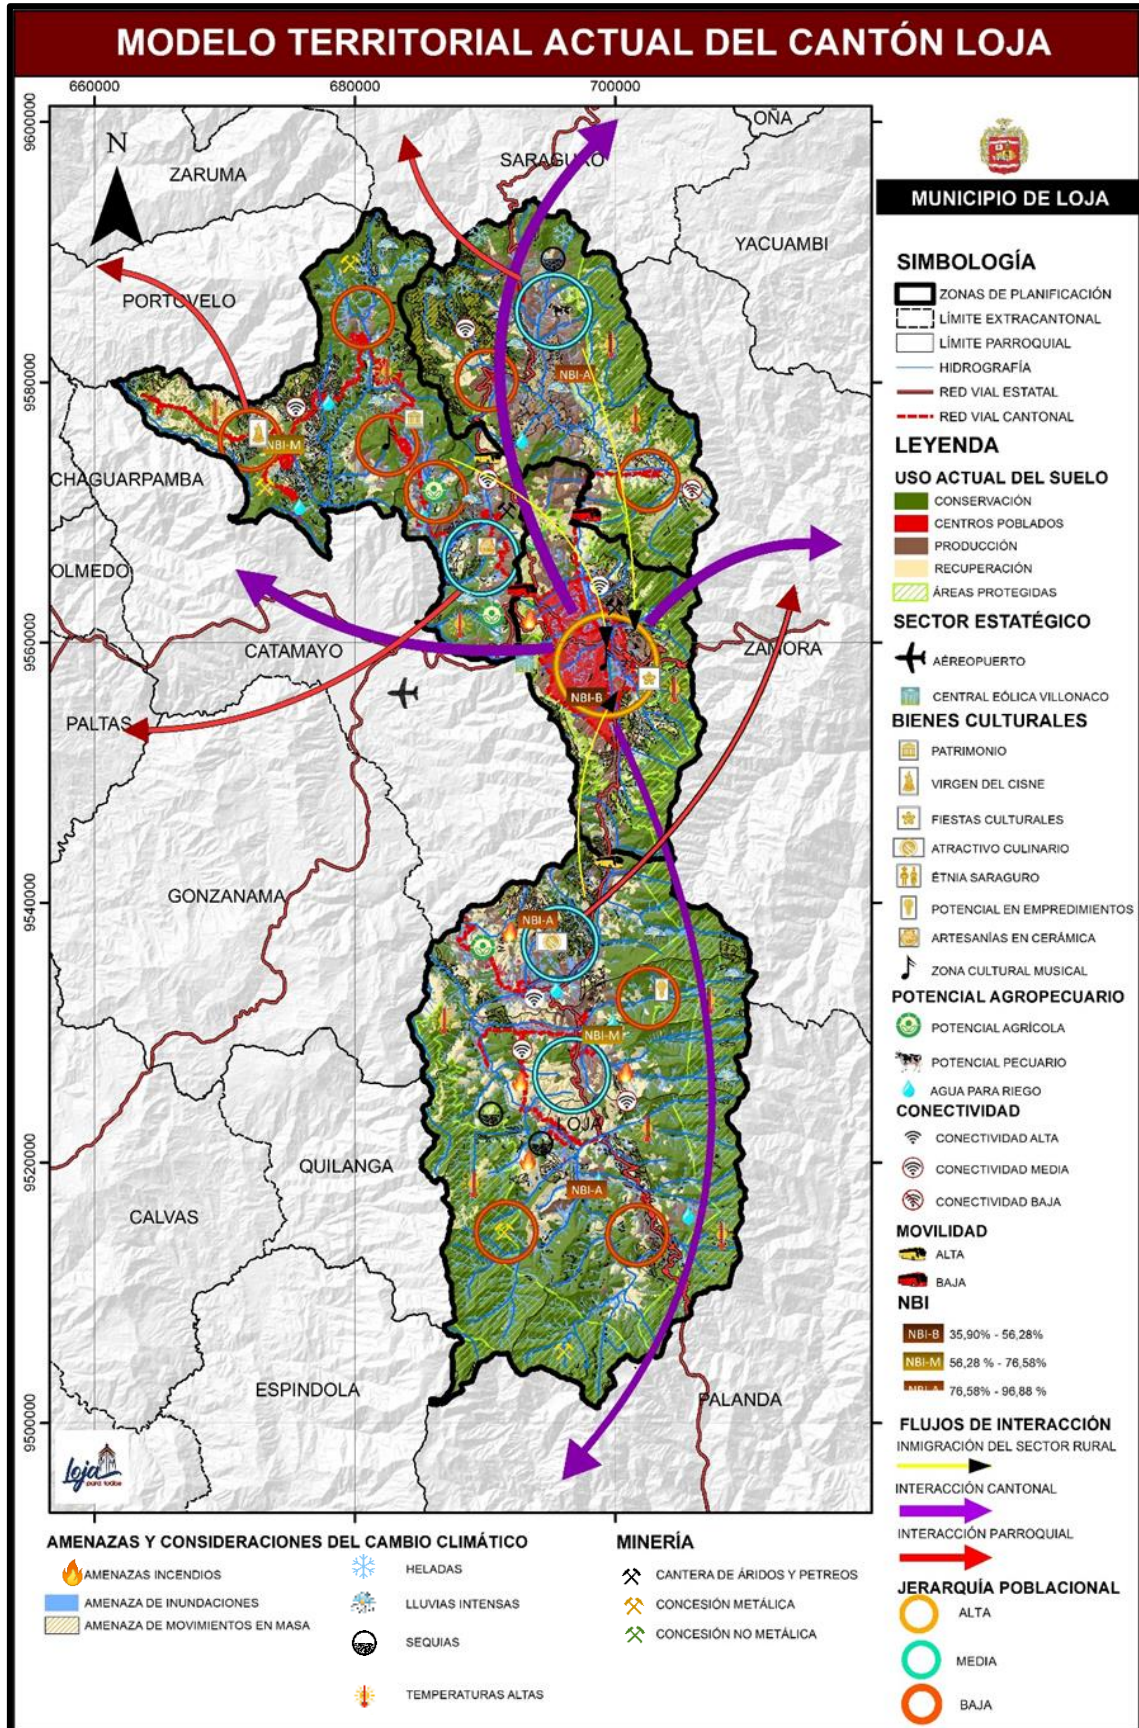 MODELO TERRITORIAL ACTUAL DEL CANTÓN LOJA
660000
680000
700000
9600000
9580000
9560000
9540000
9520000
9500000
N
OÑA
ZARUMA
SARAGURO
YACUAMBI
PORTOVELO
NBI-A
NBI-M
CHAGUARPAMBA
OLMEDO
CATAMAYO
ZAMORA
NBI-B
PALTAS
GONZANAMA
NBI-A
NBI-M
LOJA
QUILANGA
NBI-A
CALVAS
ESPINDOLA
PALANDA
Loja
para todos
MUNICIPIO DE LOJA
SIMBOLOGÍA
ZONAS DE PLANIFICACIÓN
LÍMITE EXTRACANTONAL
LÍMITE PARROQUIAL
HIDROGRAFÍA
RED VIAL ESTATAL
RED VIAL CANTONAL
LEYENDA
USO ACTUAL DEL SUELO
CONSERVACIÓN
CENTROS POBLADOS
PRODUCCIÓN
RECUPERACIÓN
ÁREAS PROTEGIDAS
SECTOR ESTATÉGICO
AÉREOPUERTO
CENTRAL EÓLICA VILLONACO
BIENES CULTURALES
PATRIMONIO
VIRGEN DEL CISNE
FIESTAS CULTURALES
ATRACTIVO CULINARIO
ÉTNIA SARAGURO
POTENCIAL EN EMPREDIMIENTOS
ARTESANÍAS EN CERÁMICA
ZONA CULTURAL MUSICAL
POTENCIAL AGROPECUARIO
POTENCIAL AGRÍCOLA
POTENCIAL PECUARIO
AGUA PARA RIEGO
CONECTIVIDAD
CONECTIVIDAD ALTA
CONECTIVIDAD MEDIA
CONECTIVIDAD BAJA
MOVILIDAD
ALTA
BAJA
NBI
NBI-B 35,90% - 56,28%
NBI-M 56,28 % - 76,58%
NBI-A 76,58% - 96,88 %
FLUJOS DE INTERACCIÓN
INMIGRACIÓN DEL SECTOR RURAL
INTERACCIÓN CANTONAL
INTERACCIÓN PARROQUIAL
JERARQUÍA POBLACIONAL
ALTA
MEDIA
BAJA
AMENAZAS Y CONSIDERACIONES DEL CAMBIO CLIMÁTICO
AMENAZAS INCENDIOS
AMENAZA DE INUNDACIONES
AMENAZA DE MOVIMIENTOS EN MASA
HELADAS
LLUVIAS INTENSAS
SEQUIAS
TEMPERATURAS ALTAS
MINERÍA
CANTERA DE ÁRIDOS Y PETREOS
CONCESIÓN METÁLICA
CONCESIÓN NO METÁLICA